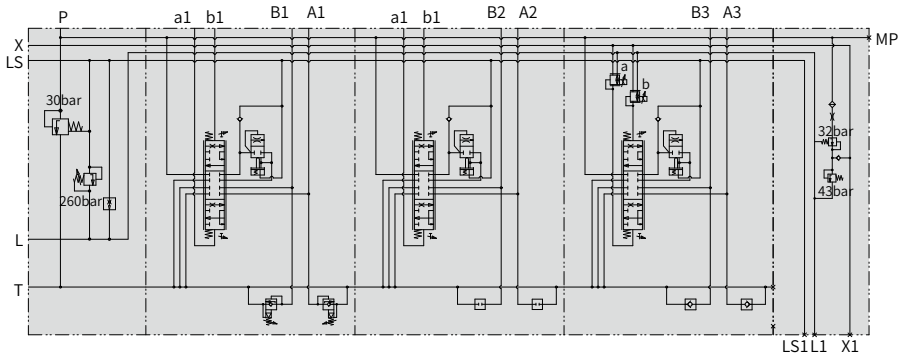 P a1 b1 B1 A1 a1 b1 B2 A2 B3 A3
X
MP
LS
a
b
30bar
32bar
260bar
43bar
L
T
LS1 L1 X1